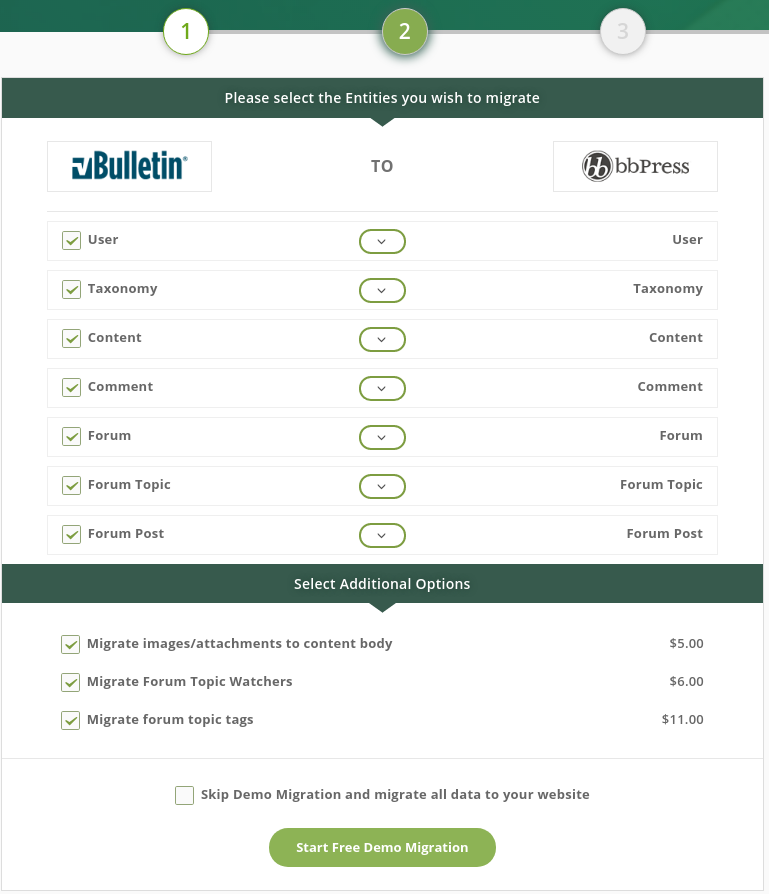 1 2 3
Please select the Entities you wish to migrate
vBulletin® TO bbPress
User User
Taxonomy Taxonomy
Content Content
Comment Comment
Forum Forum
Forum Topic Forum Topic
Forum Post Forum Post
Select Additional Options
Migrate images/attachments to content body $5.00
Migrate Forum Topic Watchers $6.00
Migrate forum topic tags $11.00
Skip Demo Migration and migrate all data to your website
Start Free Demo Migration